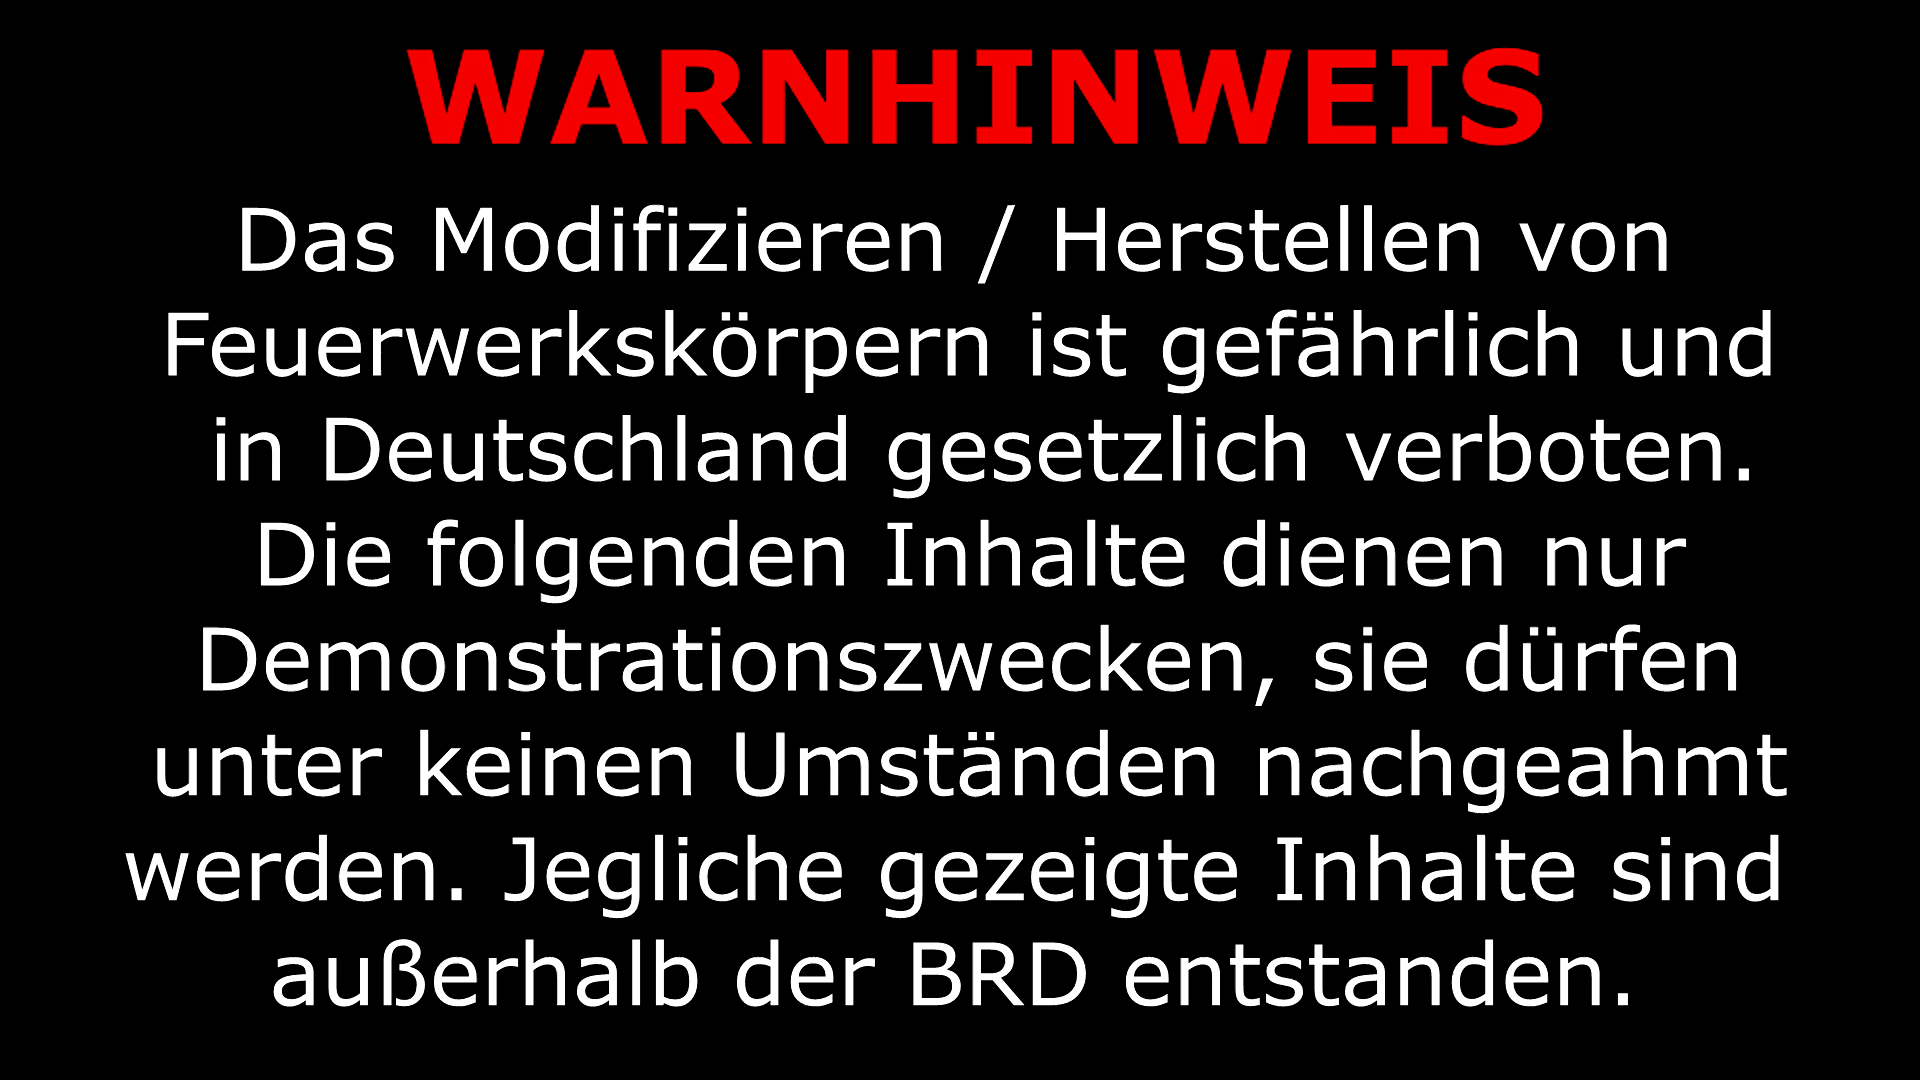 WARNHINWEIS
Das Modifizieren / Herstellen von
Feuerwerkskörpern ist gefährlich und
in Deutschland gesetzlich verboten.
Die folgenden Inhalte dienen nur
Demonstrationszwecken, sie dürfen
unter keinen Umständen nachgeahmt
werden. Jegliche gezeigte Inhalte sind
außerhalb der BRD entstanden.